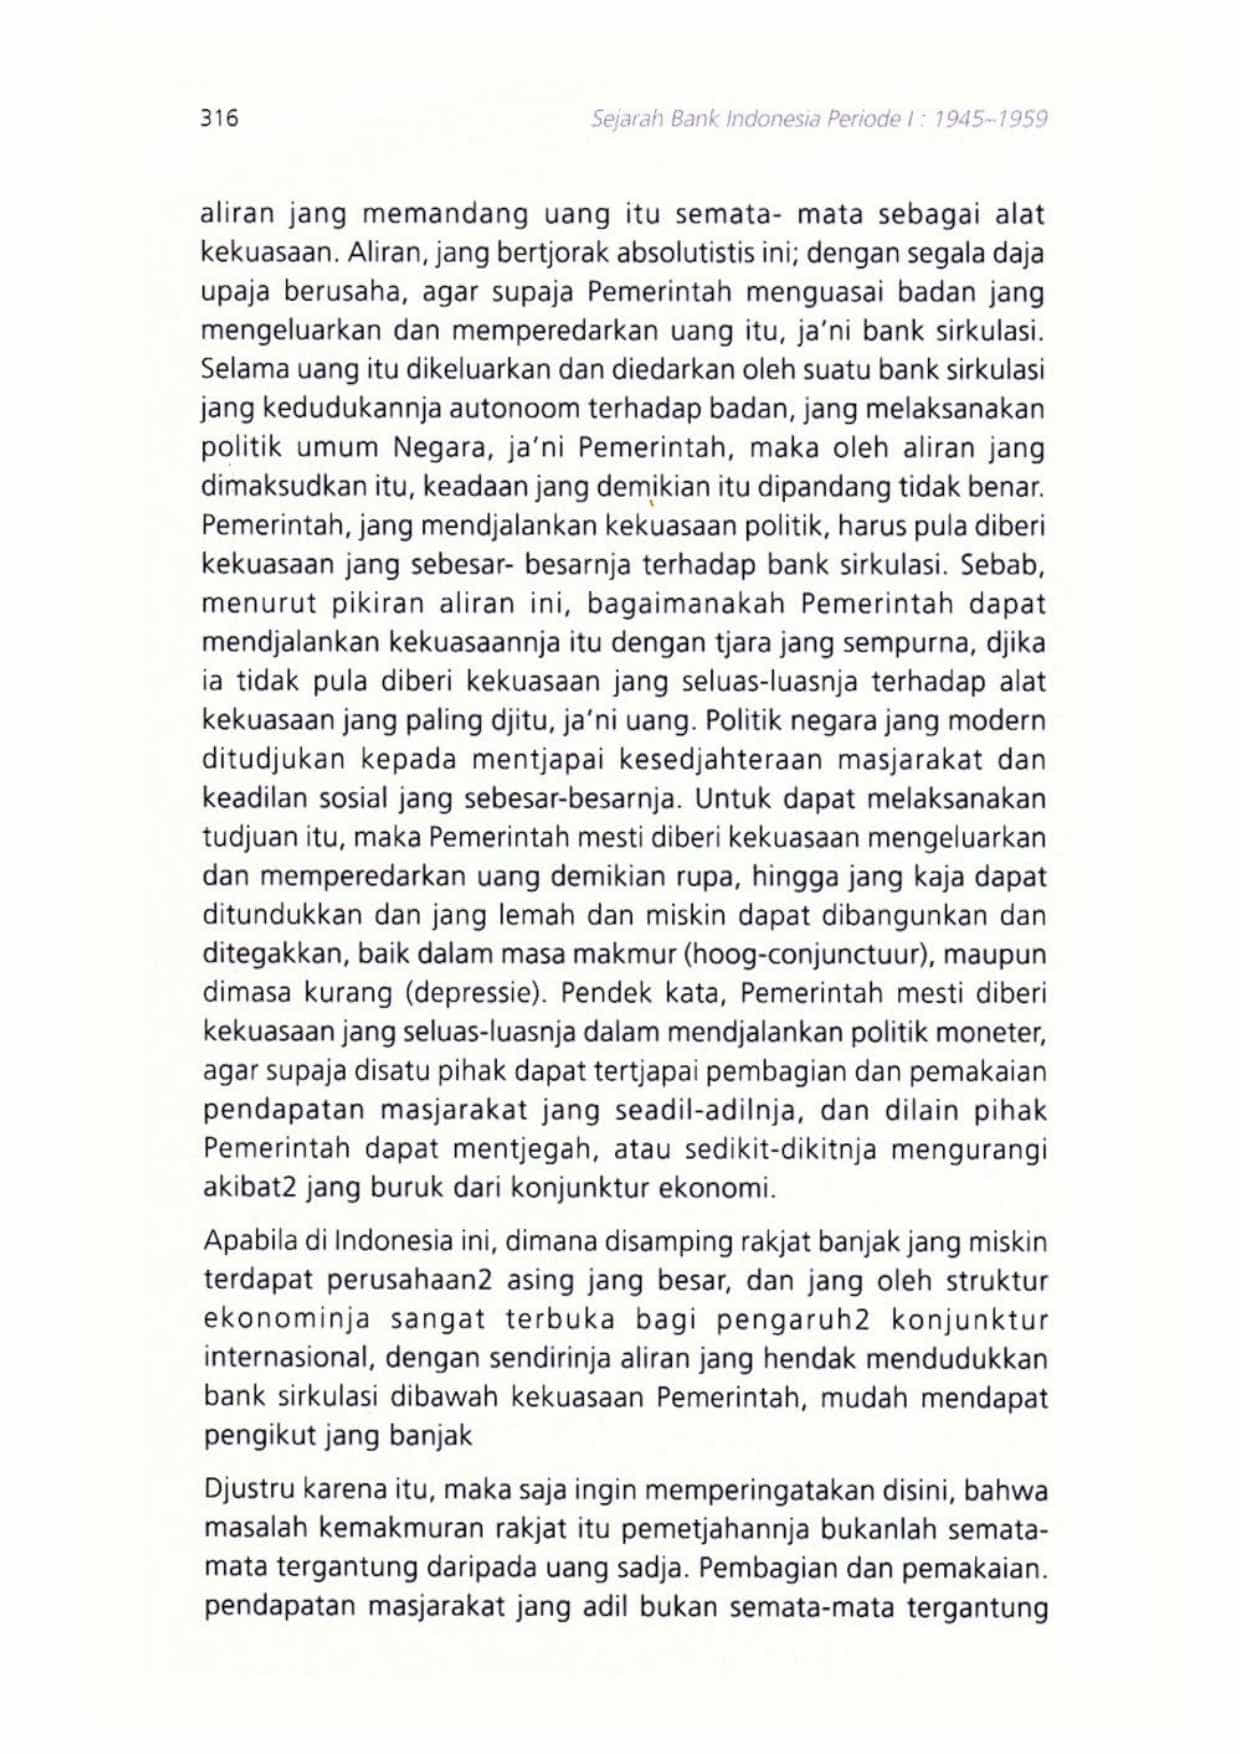 316
Sejarah Bank Indonesia Periode I : 1945–1959
aliran jang memandang uang itu semata- mata sebagai alat
kekuasaan. Aliran, jang bertjorak absolutistis ini; dengan segala daja
upaja berusaha, agar supaja Pemerintah menguasai badan jang
mengeluarkan dan memperedarkan uang itu, ja'ni bank sirkulasi.
Selama uang itu dikeluarkan dan diedarkan oleh suatu bank sirkulasi
jang kedudukannja autonoom terhadap badan, jang melaksanakan
politik umum Negara, ja'ni Pemerintah, maka oleh aliran jang
dimaksudkan itu, keadaan jang demikian itu dipandang tidak benar.
Pemerintah, jang mendjalankan kekuasaan politik, harus pula diberi
kekuasaan jang sebesar- besarnja terhadap bank sirkulasi. Sebab,
menurut pikiran aliran ini, bagaimanakah Pemerintah dapat
mendjalankan kekuasaannja itu dengan tjara jang sempurna, djika
ia tidak pula diberi kekuasaan jang seluas-luasnja terhadap alat
kekuasaan jang paling djitu, ja'ni uang. Politik negara jang modern
ditudjukan kepada mentjapai kesedjahteraan masjarakat dan
keadilan sosial jang sebesar-besarnja. Untuk dapat melaksanakan
tudjuan itu, maka Pemerintah mesti diberi kekuasaan mengeluarkan
dan memperedarkan uang demikian rupa, hingga jang kaja dapat
ditundukkan dan jang lemah dan miskin dapat dibangunkan dan
ditegakkan, baik dalam masa makmur (hoog-conjunctuur), maupun
dimasa kurang (depressie). Pendek kata, Pemerintah mesti diberi
kekuasaan jang seluas-luasnja dalam mendjalankan politik moneter,
agar supaja disatu pihak dapat tertjapai pembagian dan pemakaian
pendapatan masjarakat jang seadil-adilnja, dan dilain pihak
Pemerintah dapat mentjegah, atau sedikit-dikitnja mengurangi
akibat2 jang buruk dari konjunktur ekonomi.
Apabila di Indonesia ini, dimana disamping rakjat banjak jang miskin
terdapat perusahaan2 asing jang besar, dan jang oleh struktur
ekonominja sangat terbuka bagi pengaruh2 konjunktur
internasional, dengan sendirinja aliran jang hendak mendudukkan
bank sirkulasi dibawah kekuasaan Pemerintah, mudah mendapat
pengikut jang banjak
Djustru karena itu, maka saja ingin memperingatakan disini, bahwa
masalah kemakmuran rakjat itu pemetjahannja bukanlah semata-
mata tergantung daripada uang sadja. Pembagian dan pemakaian.
pendapatan masjarakat jang adil bukan semata-mata tergantung